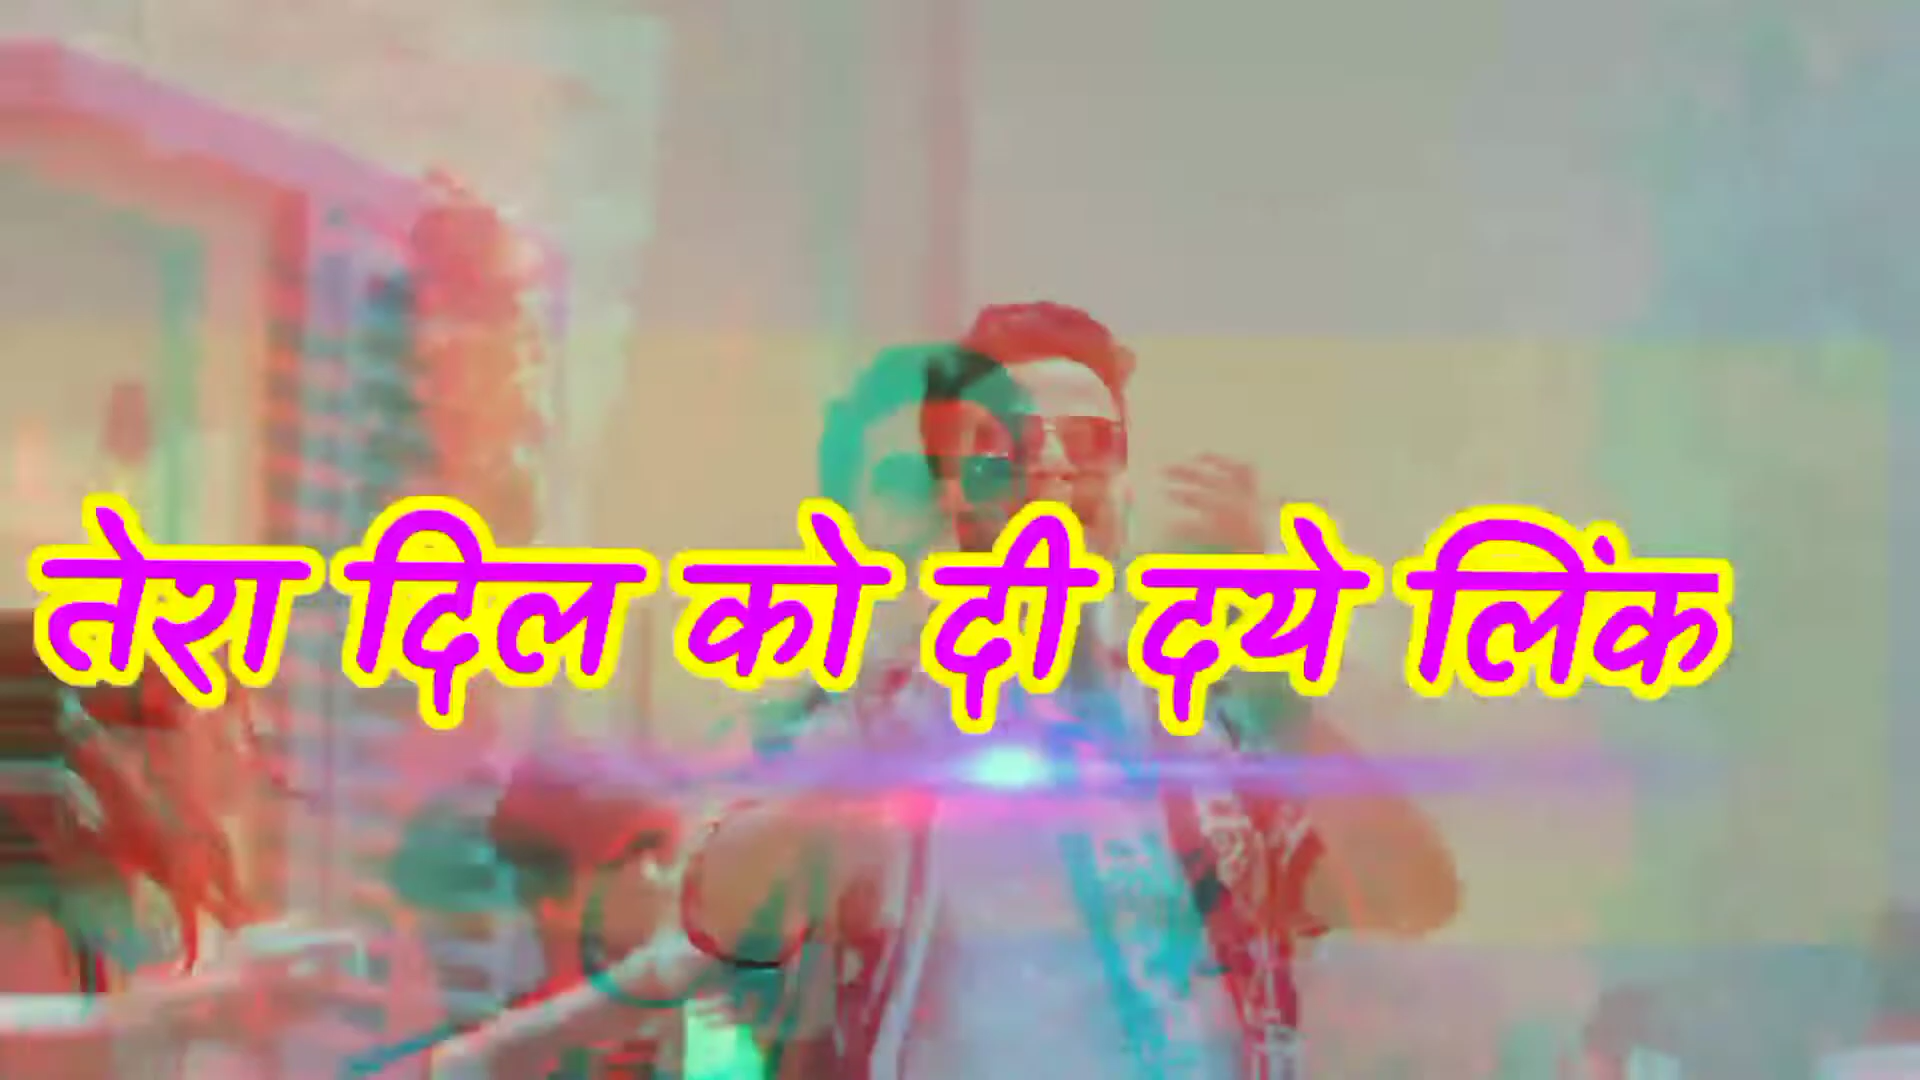 तेरा दिल को दी दये लिंक